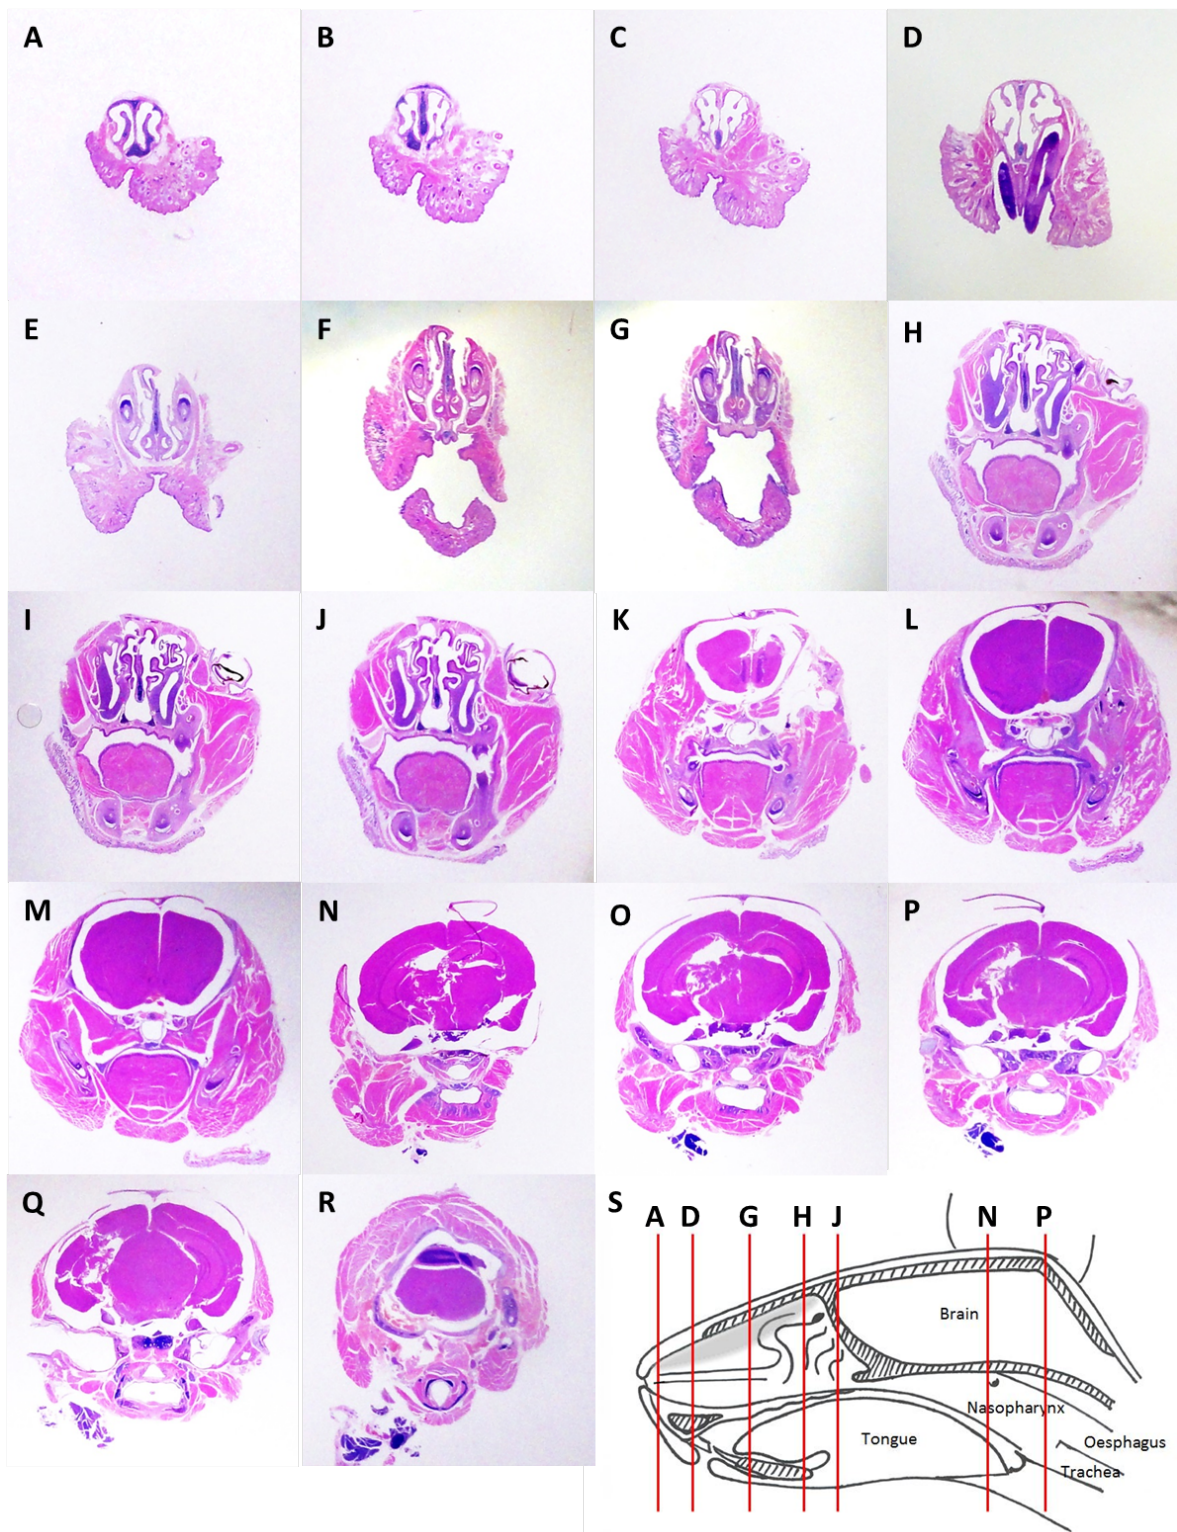 A B C D
E F G H
I J K L
M N O P
Q R S A D G H J N P
Brain
Nasopharynx
Tongue
Oesphagus
Trachea